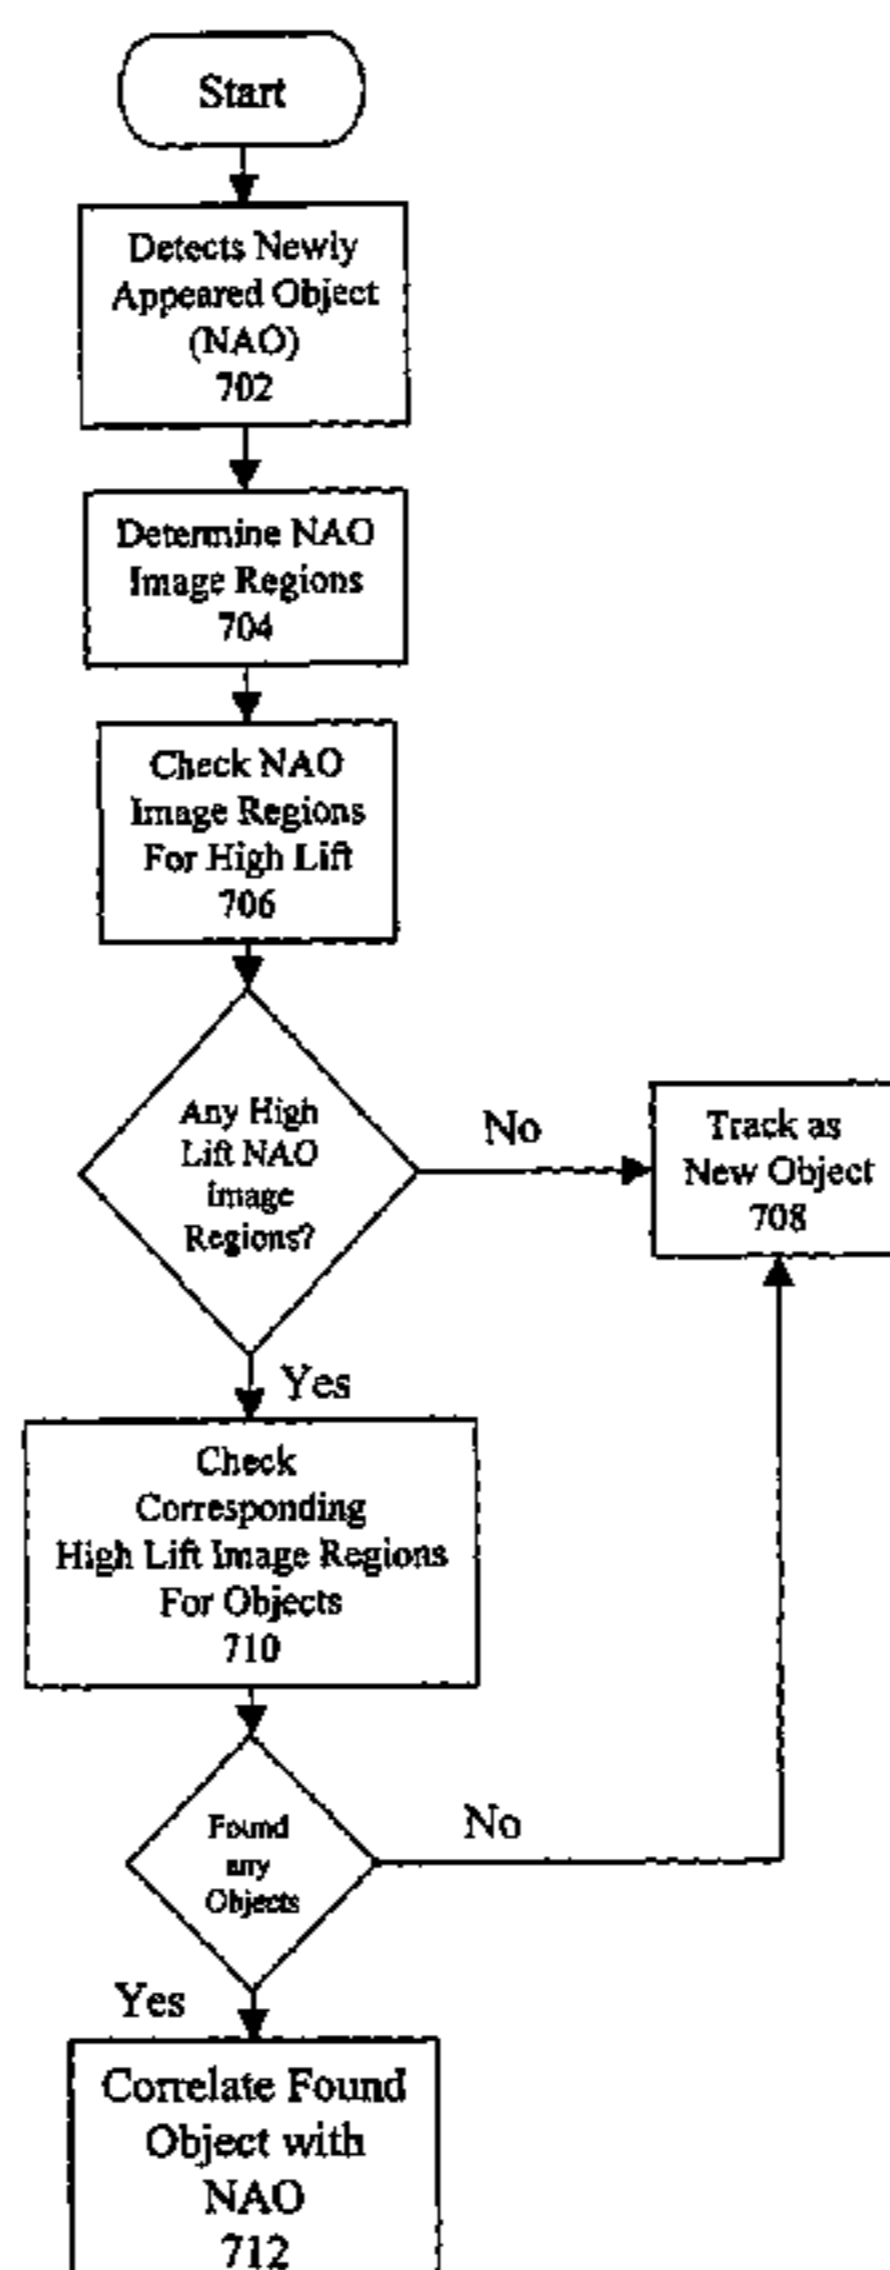 Start
Detects Newly
Appeared Object
(NAO)
702
Determine NAO
Image Regions
704
Check NAO
Image Regions
For High Lift
706
Any High
Lift NAO
Image
Regions?
No
Track as
New Object
708
Yes
Check
Corresponding
High Lift Image Regions
For Objects
710
Found
any
Objects
No
Yes
Correlate Found
Object with
NAO
712